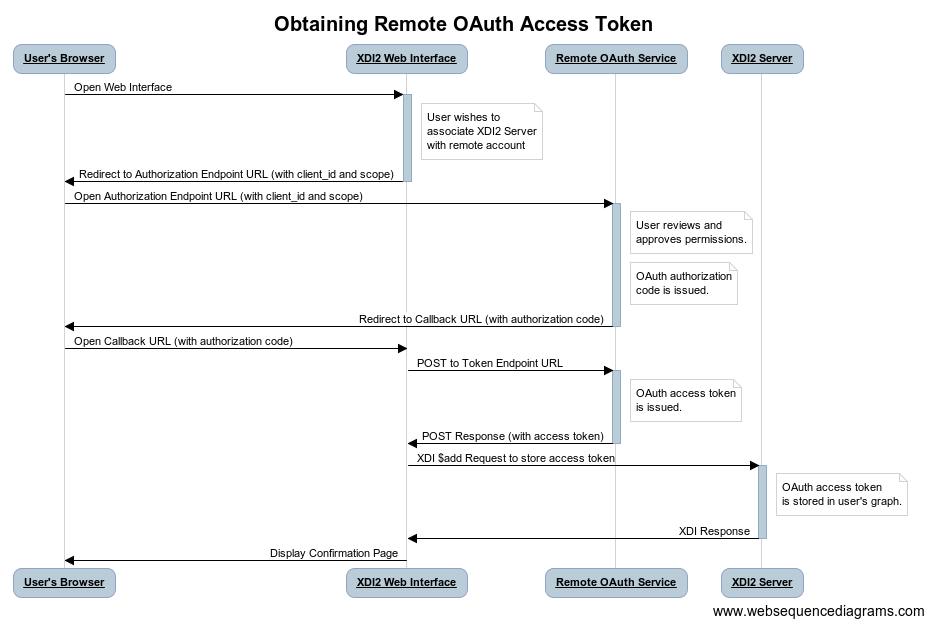 Obtaining Remote OAuth Access Token
User's Browser
XDI2 Web Interface
Remote OAuth Service
XDI2 Server
Open Web Interface
User wishes to
associate XDI2 Server
with remote account
Redirect to Authorization Endpoint URL (with client_id and scope)
Open Authorization Endpoint URL (with client_id and scope)
User reviews and
approves permissions.
OAuth authorization
code is issued.
Redirect to Callback URL (with authorization code)
Open Callback URL (with authorization code)
POST to Token Endpoint URL
OAuth access token
is issued.
POST Response (with access token)
XDI $add Request to store access token
OAuth access token
is stored in user's graph.
XDI Response
Display Confirmation Page
User's Browser
XDI2 Web Interface
Remote OAuth Service
XDI2 Server
www.websequencediagrams.com